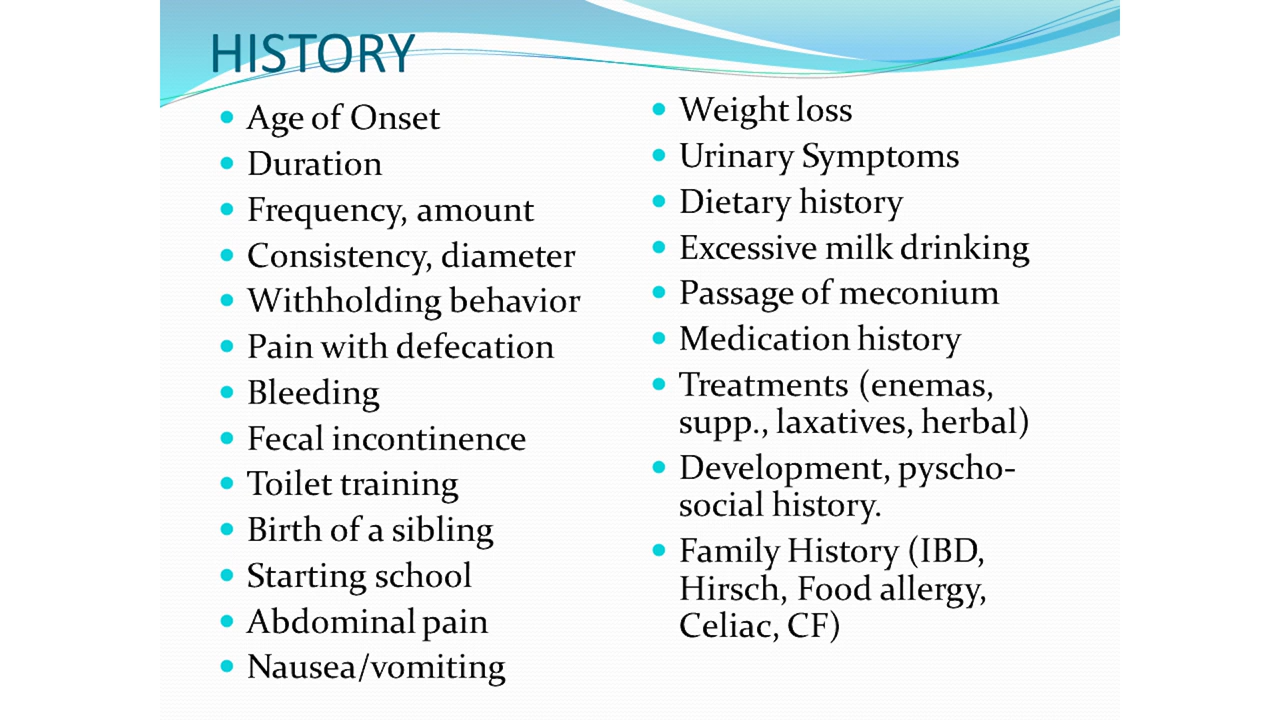 HISTORY
Age of Onset
Duration
Frequency, amount
Consistency, diameter
Withholding behavior
Pain with defecation
Bleeding
Fecal incontinence
Toilet training
Birth of a sibling
Starting school
Abdominal pain
Nausea/vomiting
Weight loss
Urinary Symptoms
Dietary history
Excessive milk drinking
Passage of meconium
Medication history
Treatments (enemas,
supp., laxatives, herbal)
Development, pyscho-
social history.
Family History (IBD,
Hirsch, Food allergy,
Celiac, CF)